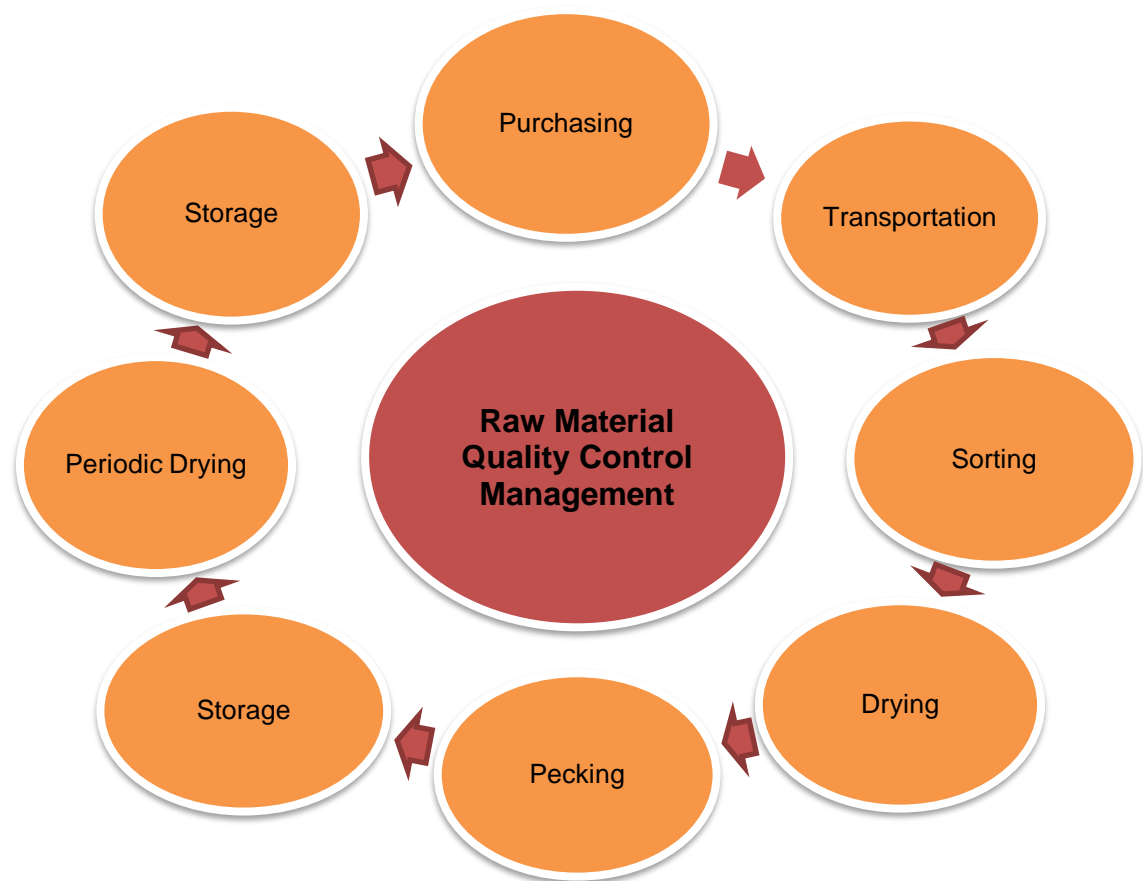 Purchasing
Transportation
Sorting
Drying
Pecking
Storage
Periodic Drying
Storage
Raw Material
Quality Control
Management